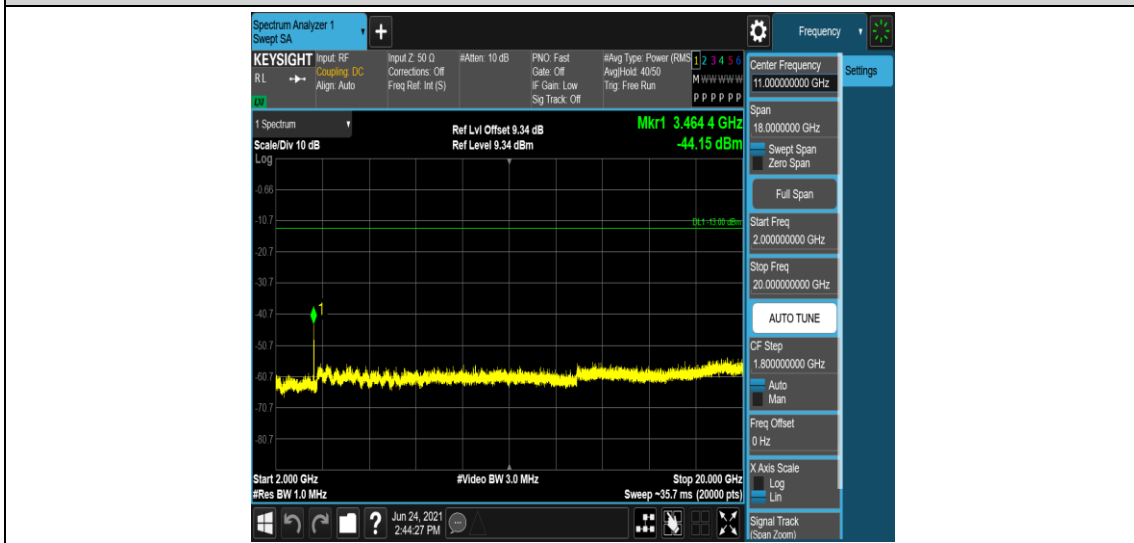 Spectrum Analyzer 1
Swept SA
+
Frequency
KEYSIGHT
RL
LXI
Input: RF
Coupling: DC
Align: Auto
Input Z: 50 Ω
Corrections: Off
Freq Ref: Int (S)
#Atten: 10 dB
PNO: Fast
Gate: Off
IF Gain: Low
Sig Track: Off
#Avg Type: Power (RMS
Avg|Hold: 40/50
Trig: Free Run
1 2 3 4 5 6
M W W W W W
P P P P P P
1 Spectrum
Scale/Div 10 dB
Ref Lvl Offset 9.34 dB
Ref Level 9.34 dBm
Mkr1 3.464 4 GHz
-44.15 dBm
Log
-0.66
-10.7
DL1 -13.00 dBm
-20.7
-30.7
-40.7
1
-50.7
-60.7
-70.7
-80.7
Start 2.000 GHz
#Video BW 3.0 MHz
Stop 20.000 GHz
#Res BW 1.0 MHz
Sweep ~35.7 ms (20000 pts)
Center Frequency
11.000000000 GHz
Settings
Span
18.0000000 GHz
Swept Span
Zero Span
Full Span
Start Freq
2.000000000 GHz
Stop Freq
20.000000000 GHz
AUTO TUNE
CF Step
1.800000000 GHz
Auto
Man
Freq Offset
0 Hz
X Axis Scale
Log
Lin
Signal Track
(Span Zoom)
?
Jun 24, 2021
2:44:27 PM